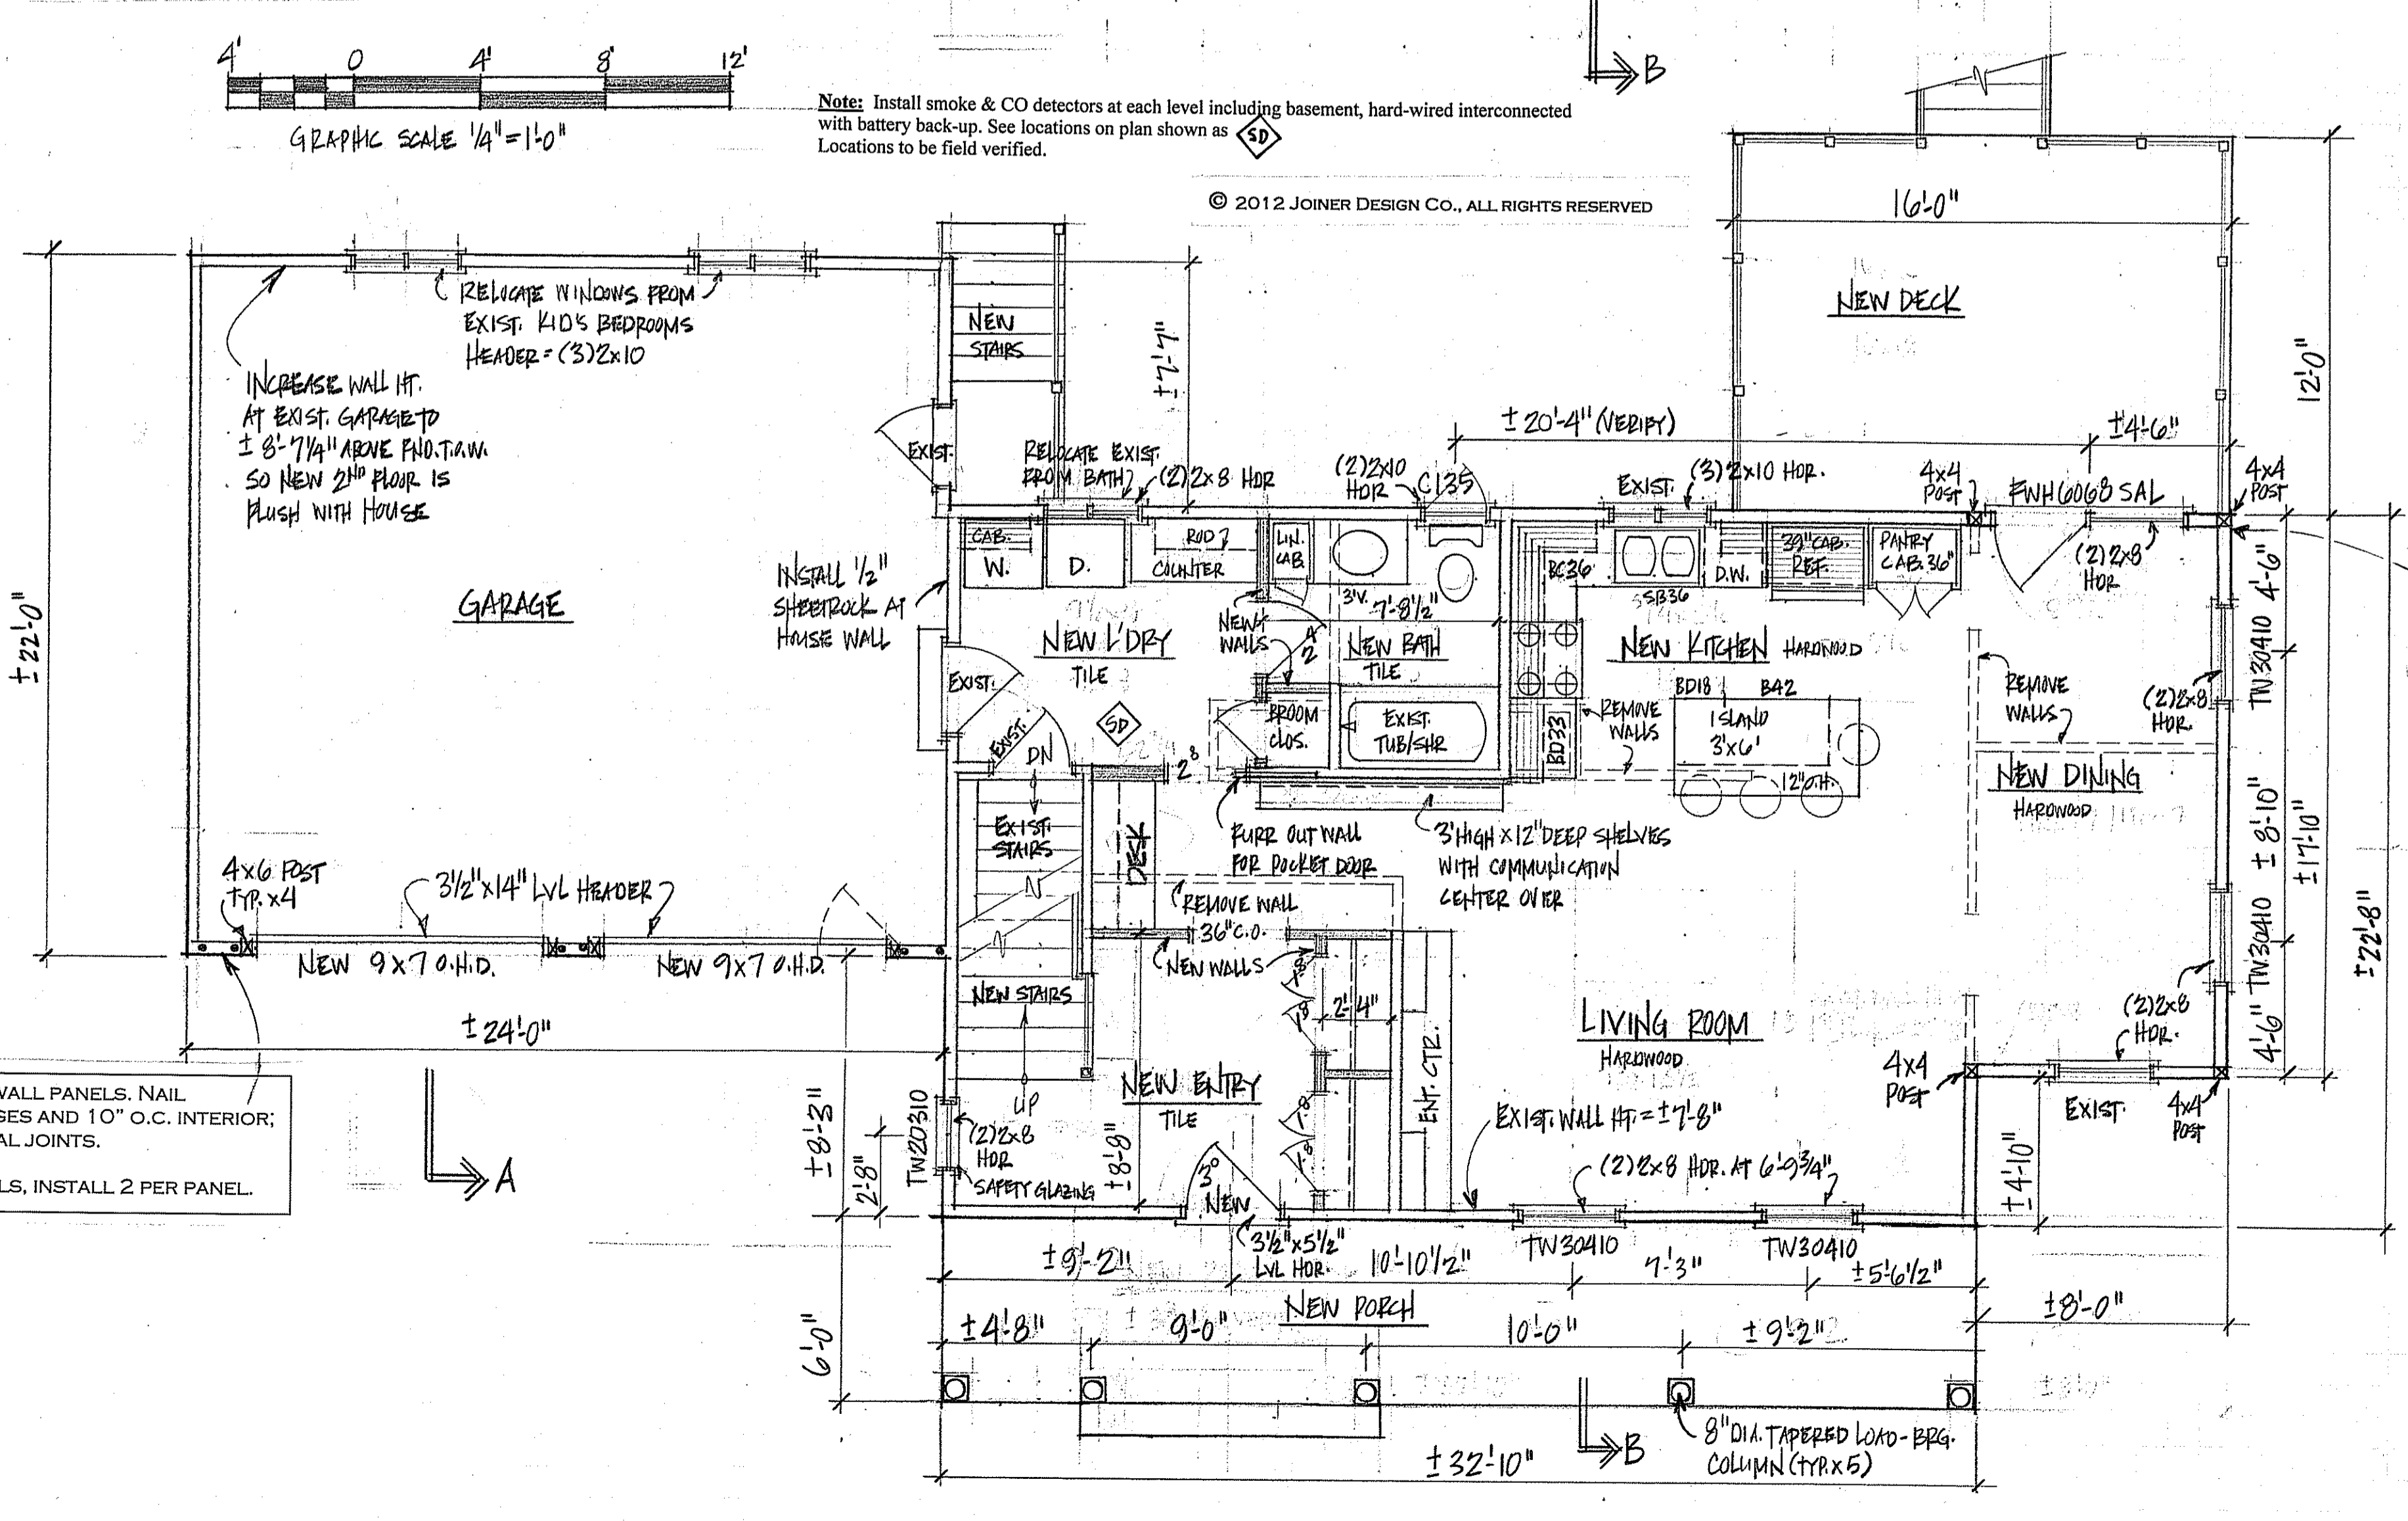 4' 0 4' 8' 12'
GRAPHIC SCALE 1/4"=1'-0"
Note: Install smoke & CO detectors at each level including basement, hard-wired interconnected
with battery back-up. See locations on plan shown as SD
Locations to be field verified.
© 2012 JOINER DESIGN CO., ALL RIGHTS RESERVED
B
16'-0"
NEW DECK
12'-0"
± 20'-4" (VERIFY)
±4'-6"
RELOCATE WINDOWS FROM
EXIST. KID'S BEDROOMS
HEADER = (3) 2x10
INCREASE WALL HT.
AT EXIST. GARAGE TO
± 8'-7 1/4" ABOVE FND. T.O.W.
SO NEW 2ND FLOOR IS
FLUSH WITH HOUSE
±22'-0"
GARAGE
INSTALL 1/2"
SHEETROCK AT
HOUSE WALL
NEW
STAIRS
±7'-7"
EXIST.
RELOCATE EXIST.
FROM BATH
(2) 2x8 HDR
(2) 2x10
HDR
C135
EXIST.
(3) 2x10 HDR.
4x4
POST
FWH6068 SAL
4x4
POST
(2) 2x8
HDR
CAB.
W.
D.
ROD
COUNTER
LIN.
CAB.
3'V.
7'-8 1/2"
BC36
SB36
D.W.
39" CAB.
REF.
PANTRY
CAB. 36"
NEW L'DRY
TILE
NEW
WALLS
NEW BATH
TILE
NEW KITCHEN HARDWOOD
EXIST.
EXIST.
DN
SD
2⁸
BROOM
CLOS.
EXIST.
TUB/SHR
BD33
REMOVE
WALLS
BD18 B42
ISLAND
3'x6'
12" O.H.
REMOVE
WALLS
(2) 2x8
HDR.
4'-6"
TW30410
± 8'-10"
±17'-10"
TW30410
4'-6"
±22'-8"
NEW DINING
HARDWOOD
EXIST.
STAIRS
DESK
FURR OUT WALL
FOR POCKET DOOR
3' HIGH x 12" DEEP SHELVES
WITH COMMUNICATION
CENTER OVER
REMOVE WALL
36" C.O.
NEW WALLS
4x6 POST
TYP. x4
3 1/2" x 14" LVL HEADER
NEW 9x7 O.H.D.
NEW 9x7 O.H.D.
±24'-0"
NEW STAIRS
UP
NEW ENTRY
TILE
2'-4"
ENT. CTR.
LIVING ROOM
HARDWOOD
4x4
POST
(2) 2x8
HDR.
EXIST.
4x4
POST
WALL PANELS. NAIL
GES AND 10" O.C. INTERIOR;
AL JOINTS.
LS, INSTALL 2 PER PANEL.
A
±8'-3"
2'-8"
TW20310
(2) 2x8
HDR
SAFETY GLAZING
±8'-8"
3⁰
NEW
3 1/2" x 5 1/2"
LVL HDR.
EXIST. WALL HT. = ±7'-8"
(2) 2x8 HDR. AT 6'-9 3/4"
TW30410
TW30410
±4'-10"
±9'-2"
10'-10 1/2"
7'-3"
±5'-6 1/2"
NEW PORCH
±8'-0"
6'-0"
±4'-8"
9'-0"
10'-0"
±9'-2"
B
8" DIA. TAPERED LOAD-BRG.
COLUMN (TYP. x 5)
±32'-10"